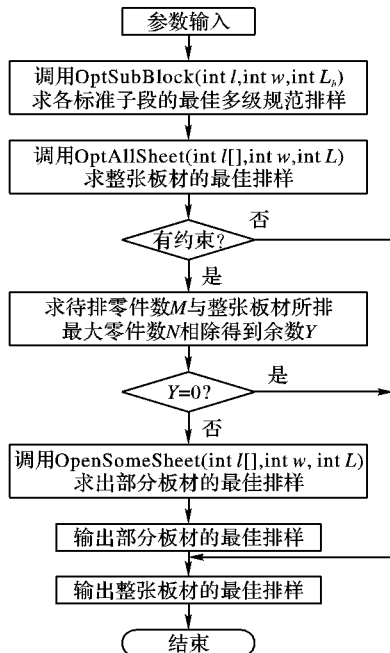 参数输入
调用OptSubBlock(int l,int w,int Lb)
求各标准子段的最佳多级规范排样
调用OptAllSheet(int l[],int w,int L)
求整张板材的最佳排样
否
有约束?
是
求待排零件数M与整张板材所排
最大零件数N相除得到余数Y
是
Y=0?
否
调用OpenSomeSheet(int l[],int w, int L)
求出部分板材的最佳排样
输出部分板材的最佳排样
输出整张板材的最佳排样
结束